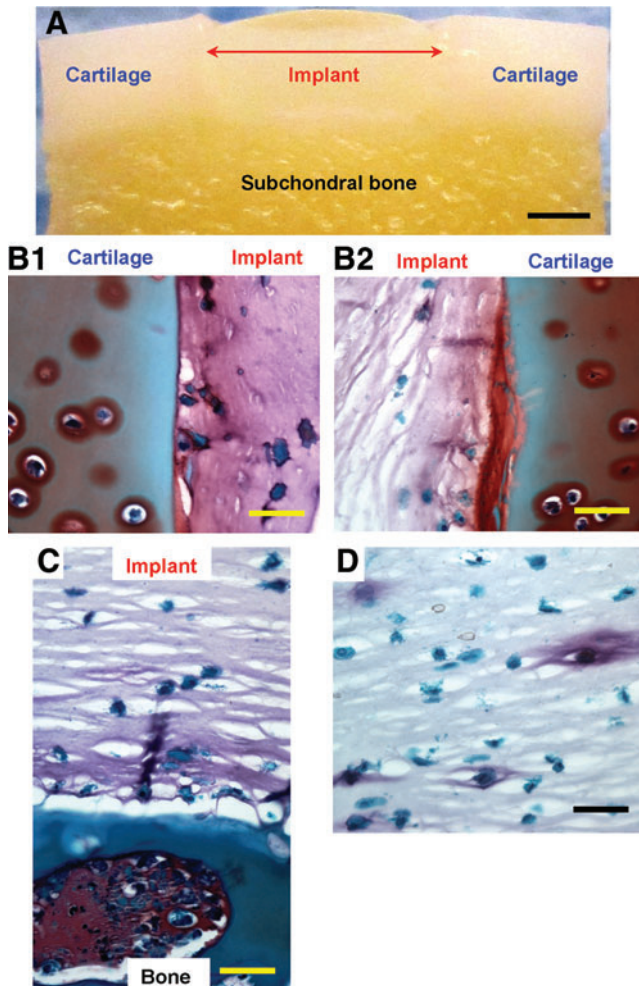 A
Cartilage Implant Cartilage
Subchondral bone
B1 Cartilage Implant
B2 Implant Cartilage
C Implant
Bone
D